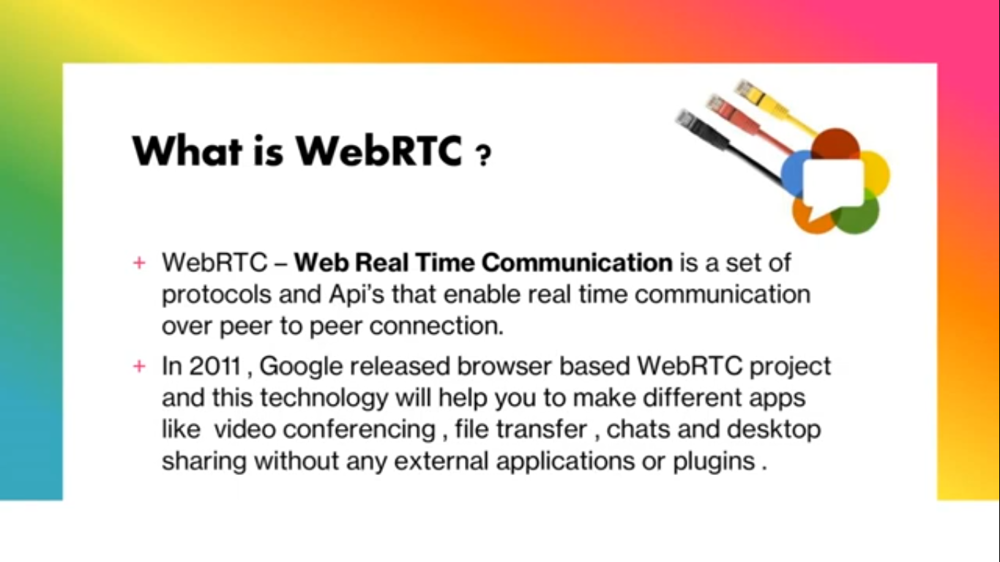 What is WebRTC ?
+ WebRTC – Web Real Time Communication is a set of
protocols and Api’s that enable real time communication
over peer to peer connection.
+ In 2011 , Google released browser based WebRTC project
and this technology will help you to make different apps
like  video conferencing , file transfer , chats and desktop
sharing without any external applications or plugins .